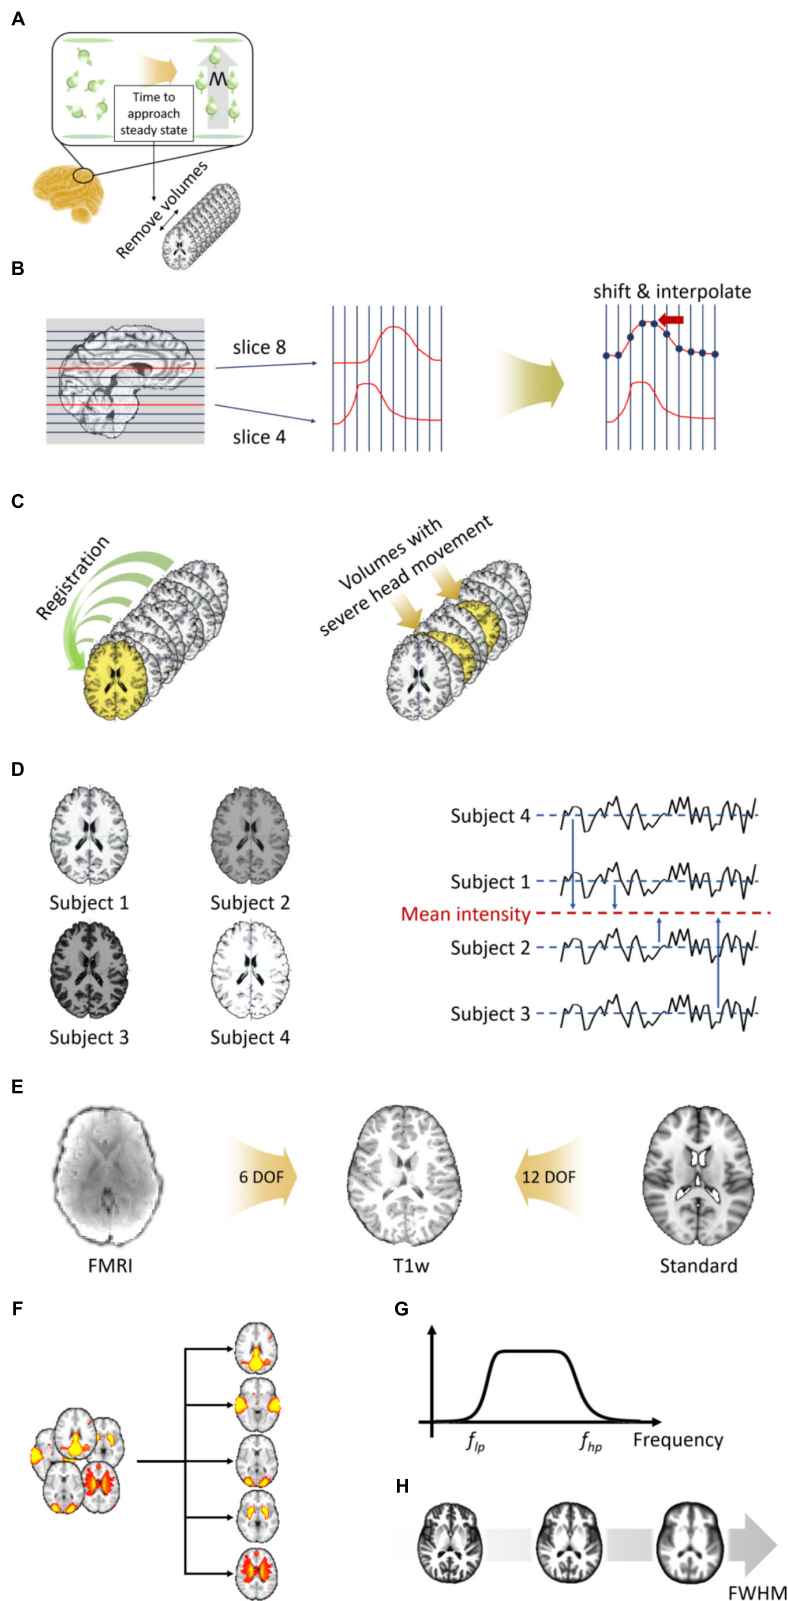 A
Time to
approach
steady state
Remove volumes
B
slice 8
slice 4
shift & interpolate
C
Registration
Volumes with
severe head movement
D
Subject 1
Subject 2
Subject 3
Subject 4
Subject 4
Subject 1
Mean intensity
Subject 2
Subject 3
E
6 DOF
12 DOF
FMRI
T1w
Standard
F
G
flp
fhp
Frequency
H
FWHM